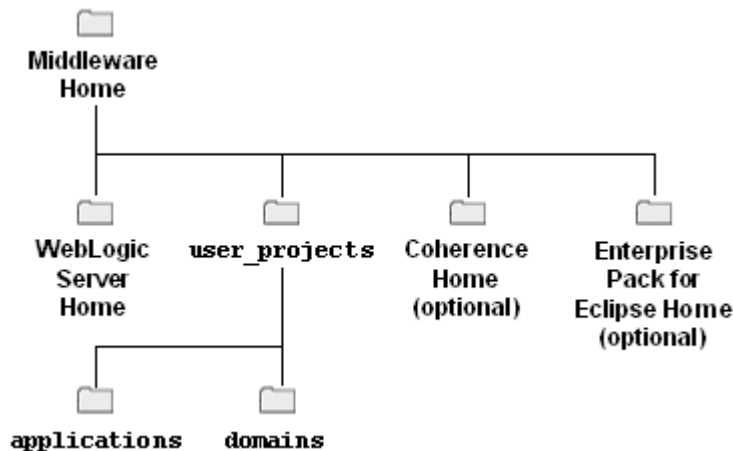 Middleware
Home
WebLogic
Server
Home
user_projects
Coherence
Home
(optional)
Enterprise
Pack for
Eclipse Home
(optional)
applications
domains